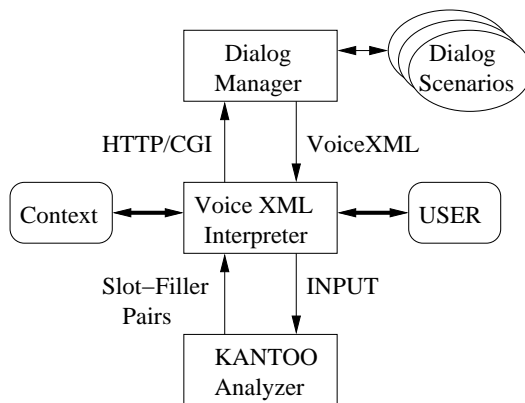 Dialog
Manager
Dialog
Scenarios
HTTP/CGI
VoiceXML
Context
Voice XML
Interpreter
USER
Slot−Filler
Pairs
INPUT
KANTOO
Analyzer